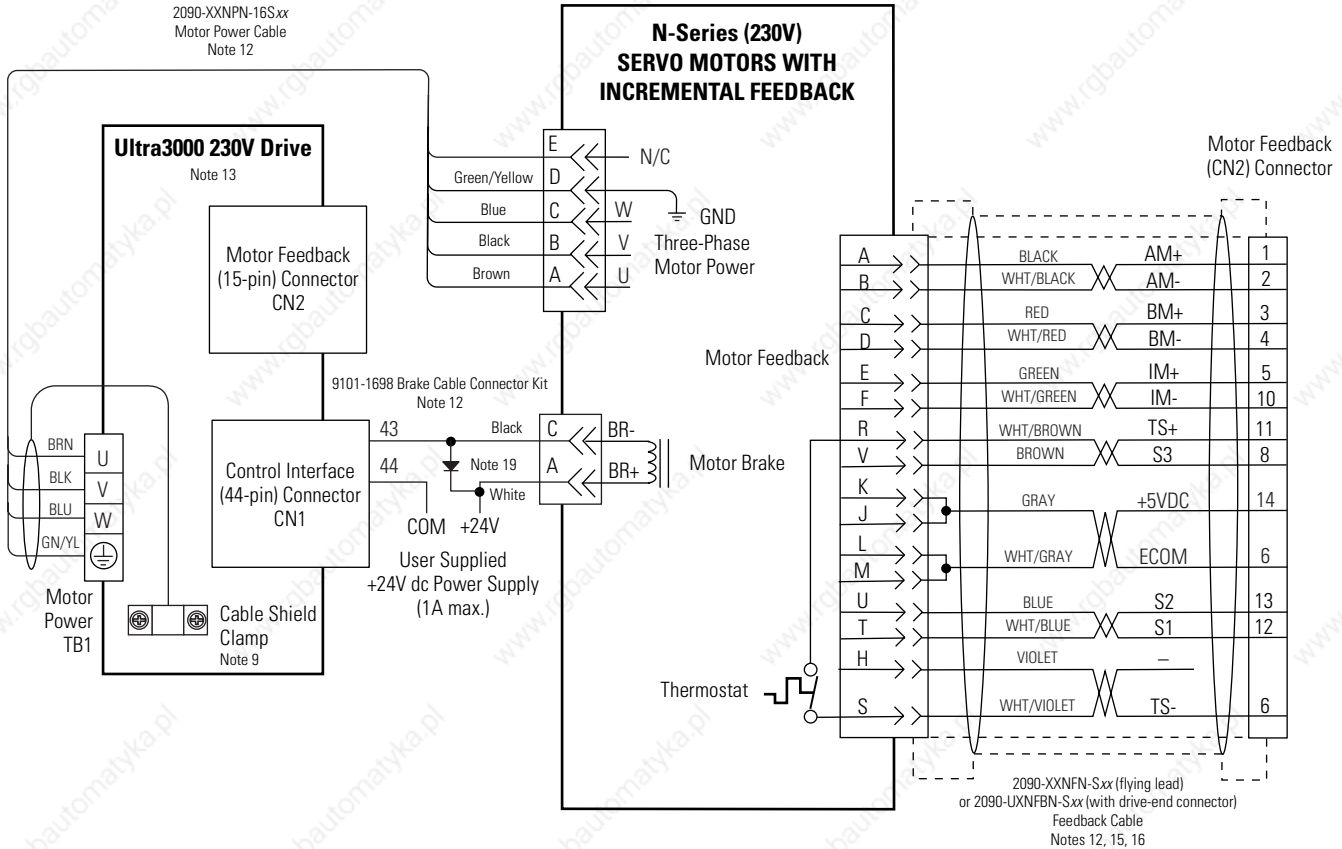 2090-XXNPN-16Sxx
Motor Power Cable
Note 12
N-Series (230V)
SERVO MOTORS WITH
INCREMENTAL FEEDBACK
Ultra3000 230V Drive
Note 13
Motor Feedback
(15-pin) Connector
CN2
Control Interface
(44-pin) Connector
CN1
BRN
BLK
BLU
GN/YL
U
V
W
Motor
Power
TB1
Cable Shield
Clamp
Note 9
E
N/C
Green/Yellow
D
GND
Blue
C
W
Three-Phase
Motor Power
Black
B
V
Brown
A
U
9101-1698 Brake Cable Connector Kit
Note 12
43
Black
C
BR-
44
Note 19
White
A
BR+
Motor Brake
COM
+24V
User Supplied
+24V dc Power Supply
(1A max.)
Motor Feedback
Thermostat
Motor Feedback
(CN2) Connector
A BLACK AM+ 1
B WHT/BLACK AM- 2
C RED BM+ 3
D WHT/RED BM- 4
E GREEN IM+ 5
F WHT/GREEN IM- 10
R WHT/BROWN TS+ 11
V BROWN S3 8
K
GRAY +5VDC 14
J
L
WHT/GRAY ECOM 6
M
U BLUE S2 13
T WHT/BLUE S1 12
H VIOLET –
S WHT/VIOLET TS- 6
2090-XXNFN-Sxx (flying lead)
or 2090-UXNFBN-Sxx (with drive-end connector)
Feedback Cable
Notes 12, 15, 16
www.rgbautomatyka.pl